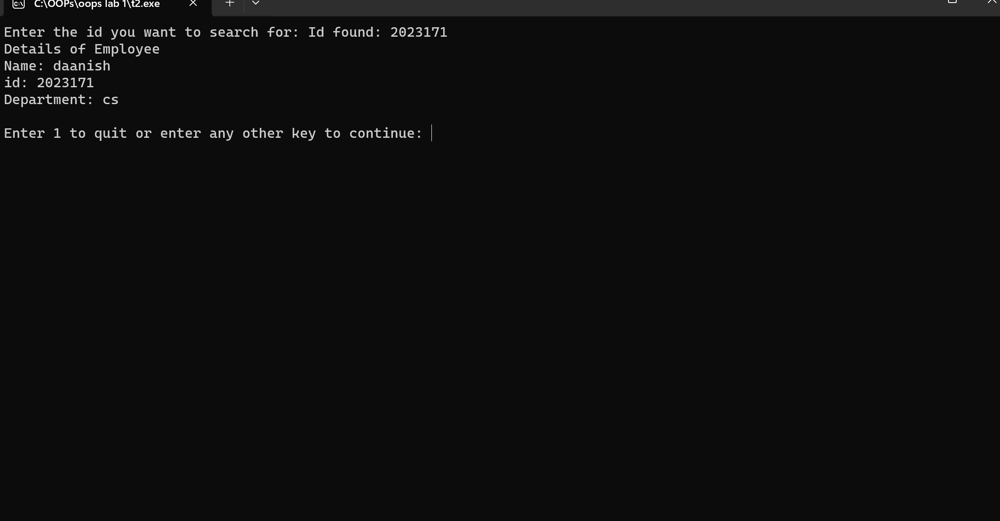 C:\OOPs\oops lab 1\t2.exe
Enter the id you want to search for: Id found: 2023171
Details of Employee
Name: daanish
id: 2023171
Department: cs
Enter 1 to quit or enter any other key to continue: